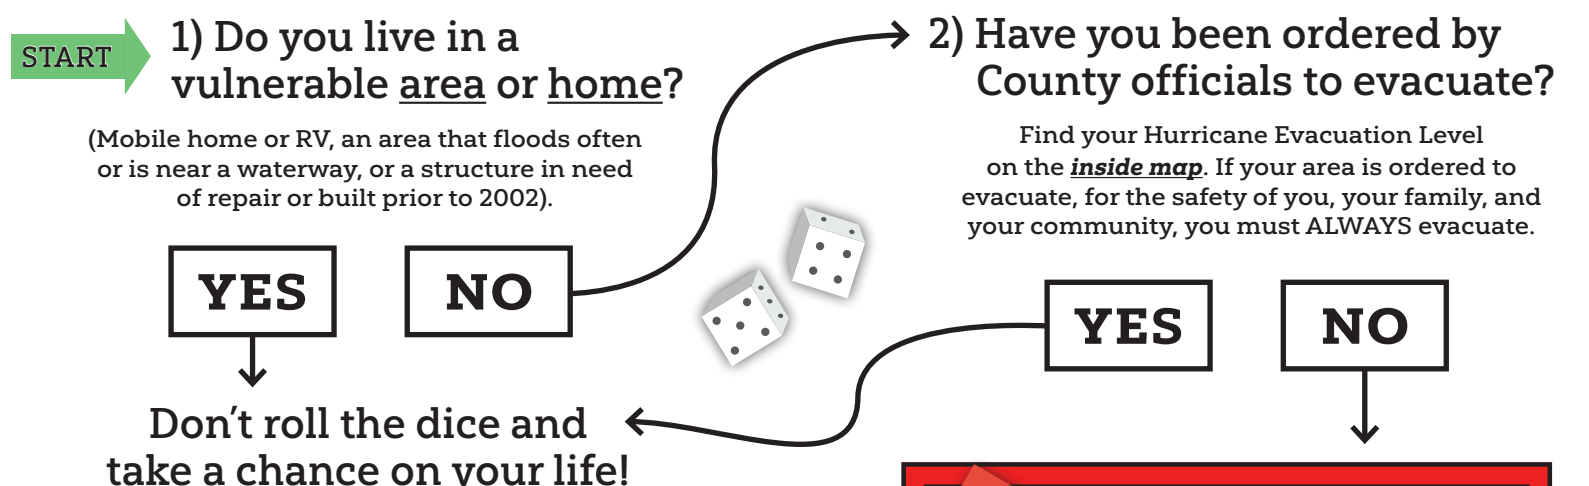 START
1) Do you live in a
vulnerable area or home?
(Mobile home or RV, an area that floods often
or is near a waterway, or a structure in need
of repair or built prior to 2002).
YES
NO
2) Have you been ordered by
County officials to evacuate?
Find your Hurricane Evacuation Level
on the inside map. If your area is ordered to
evacuate, for the safety of you, your family, and
your community, you must ALWAYS evacuate.
YES
NO
Don't roll the dice and
take a chance on your life!